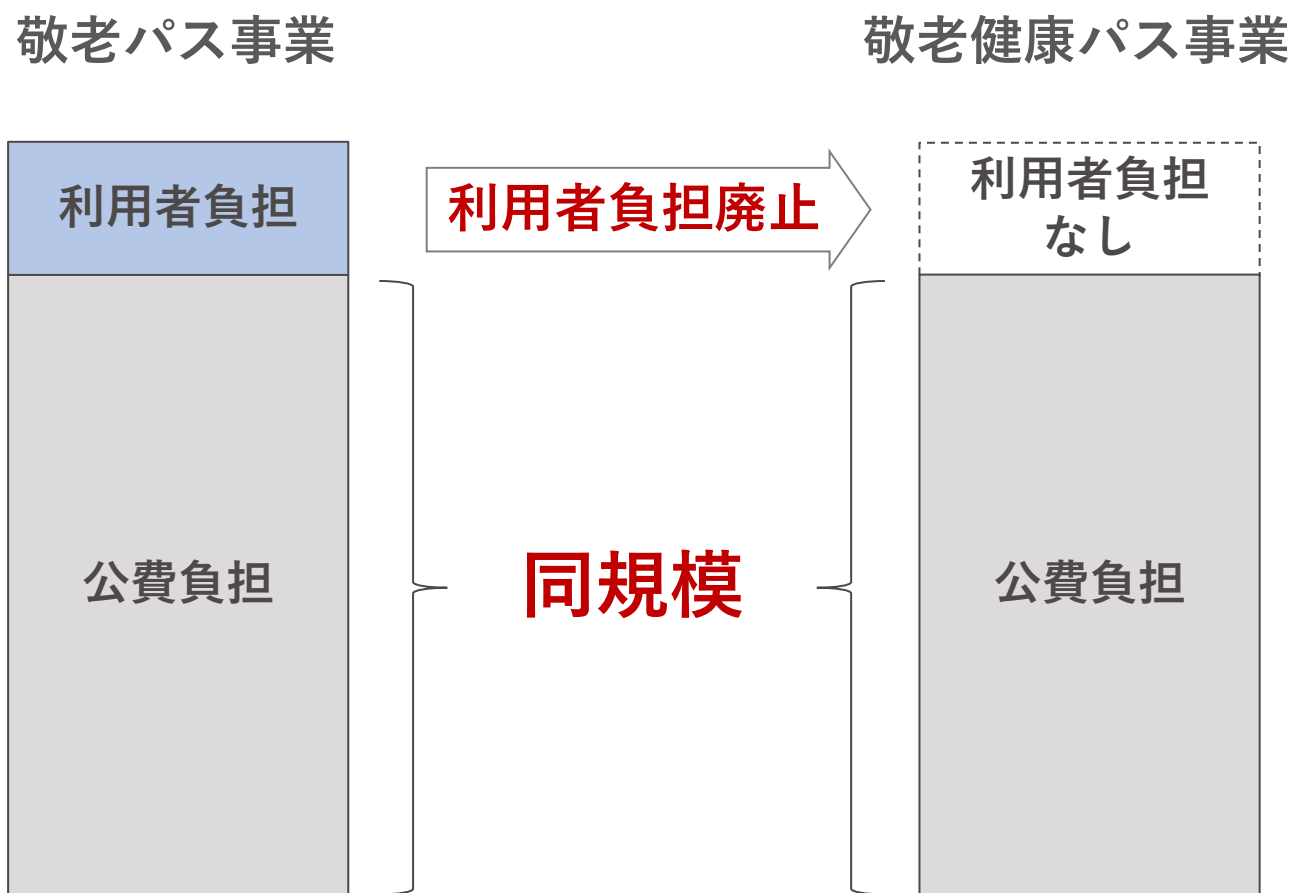 敬老パス事業
敬老健康パス事業
利用者負担
利用者負担廃止
利用者負担
なし
公費負担
同規模
公費負担